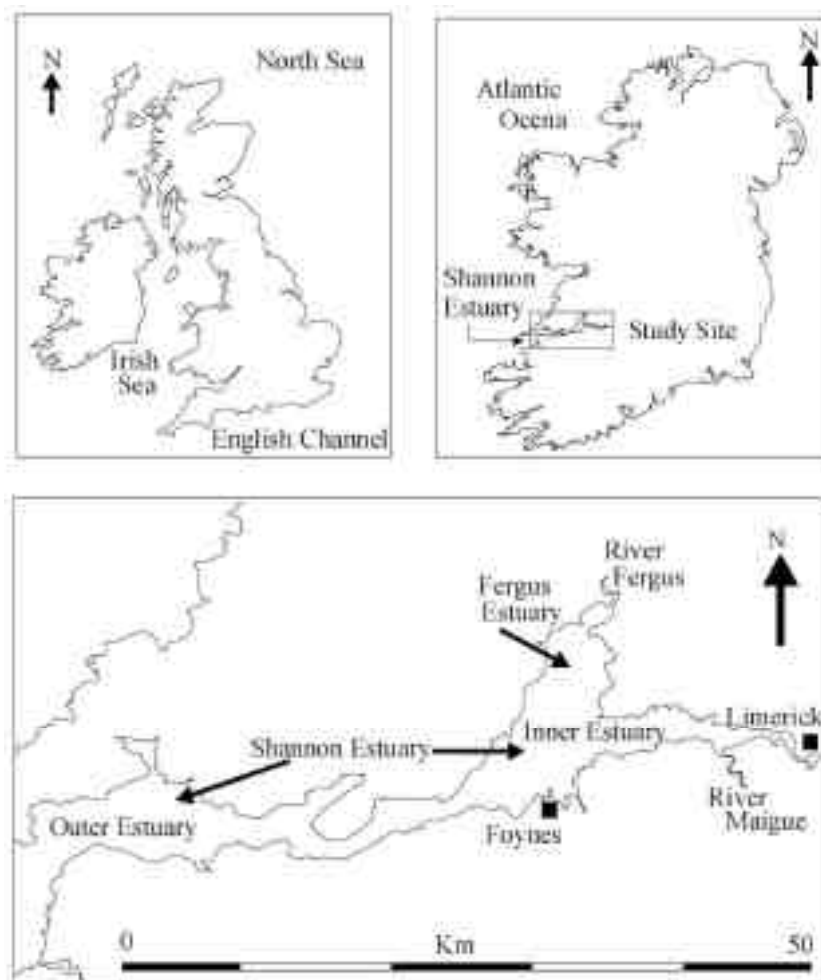 N
North Sea
Irish
Sea
English Channel
N
Atlantic
Ocena
Shannon
Estuary
Study Site
N
River
Fergus
Fergus
Estuary
Shannon Estuary
Inner Estuary
Limerick
Outer Estuary
Foynes
River
Maigue
0
Km
50